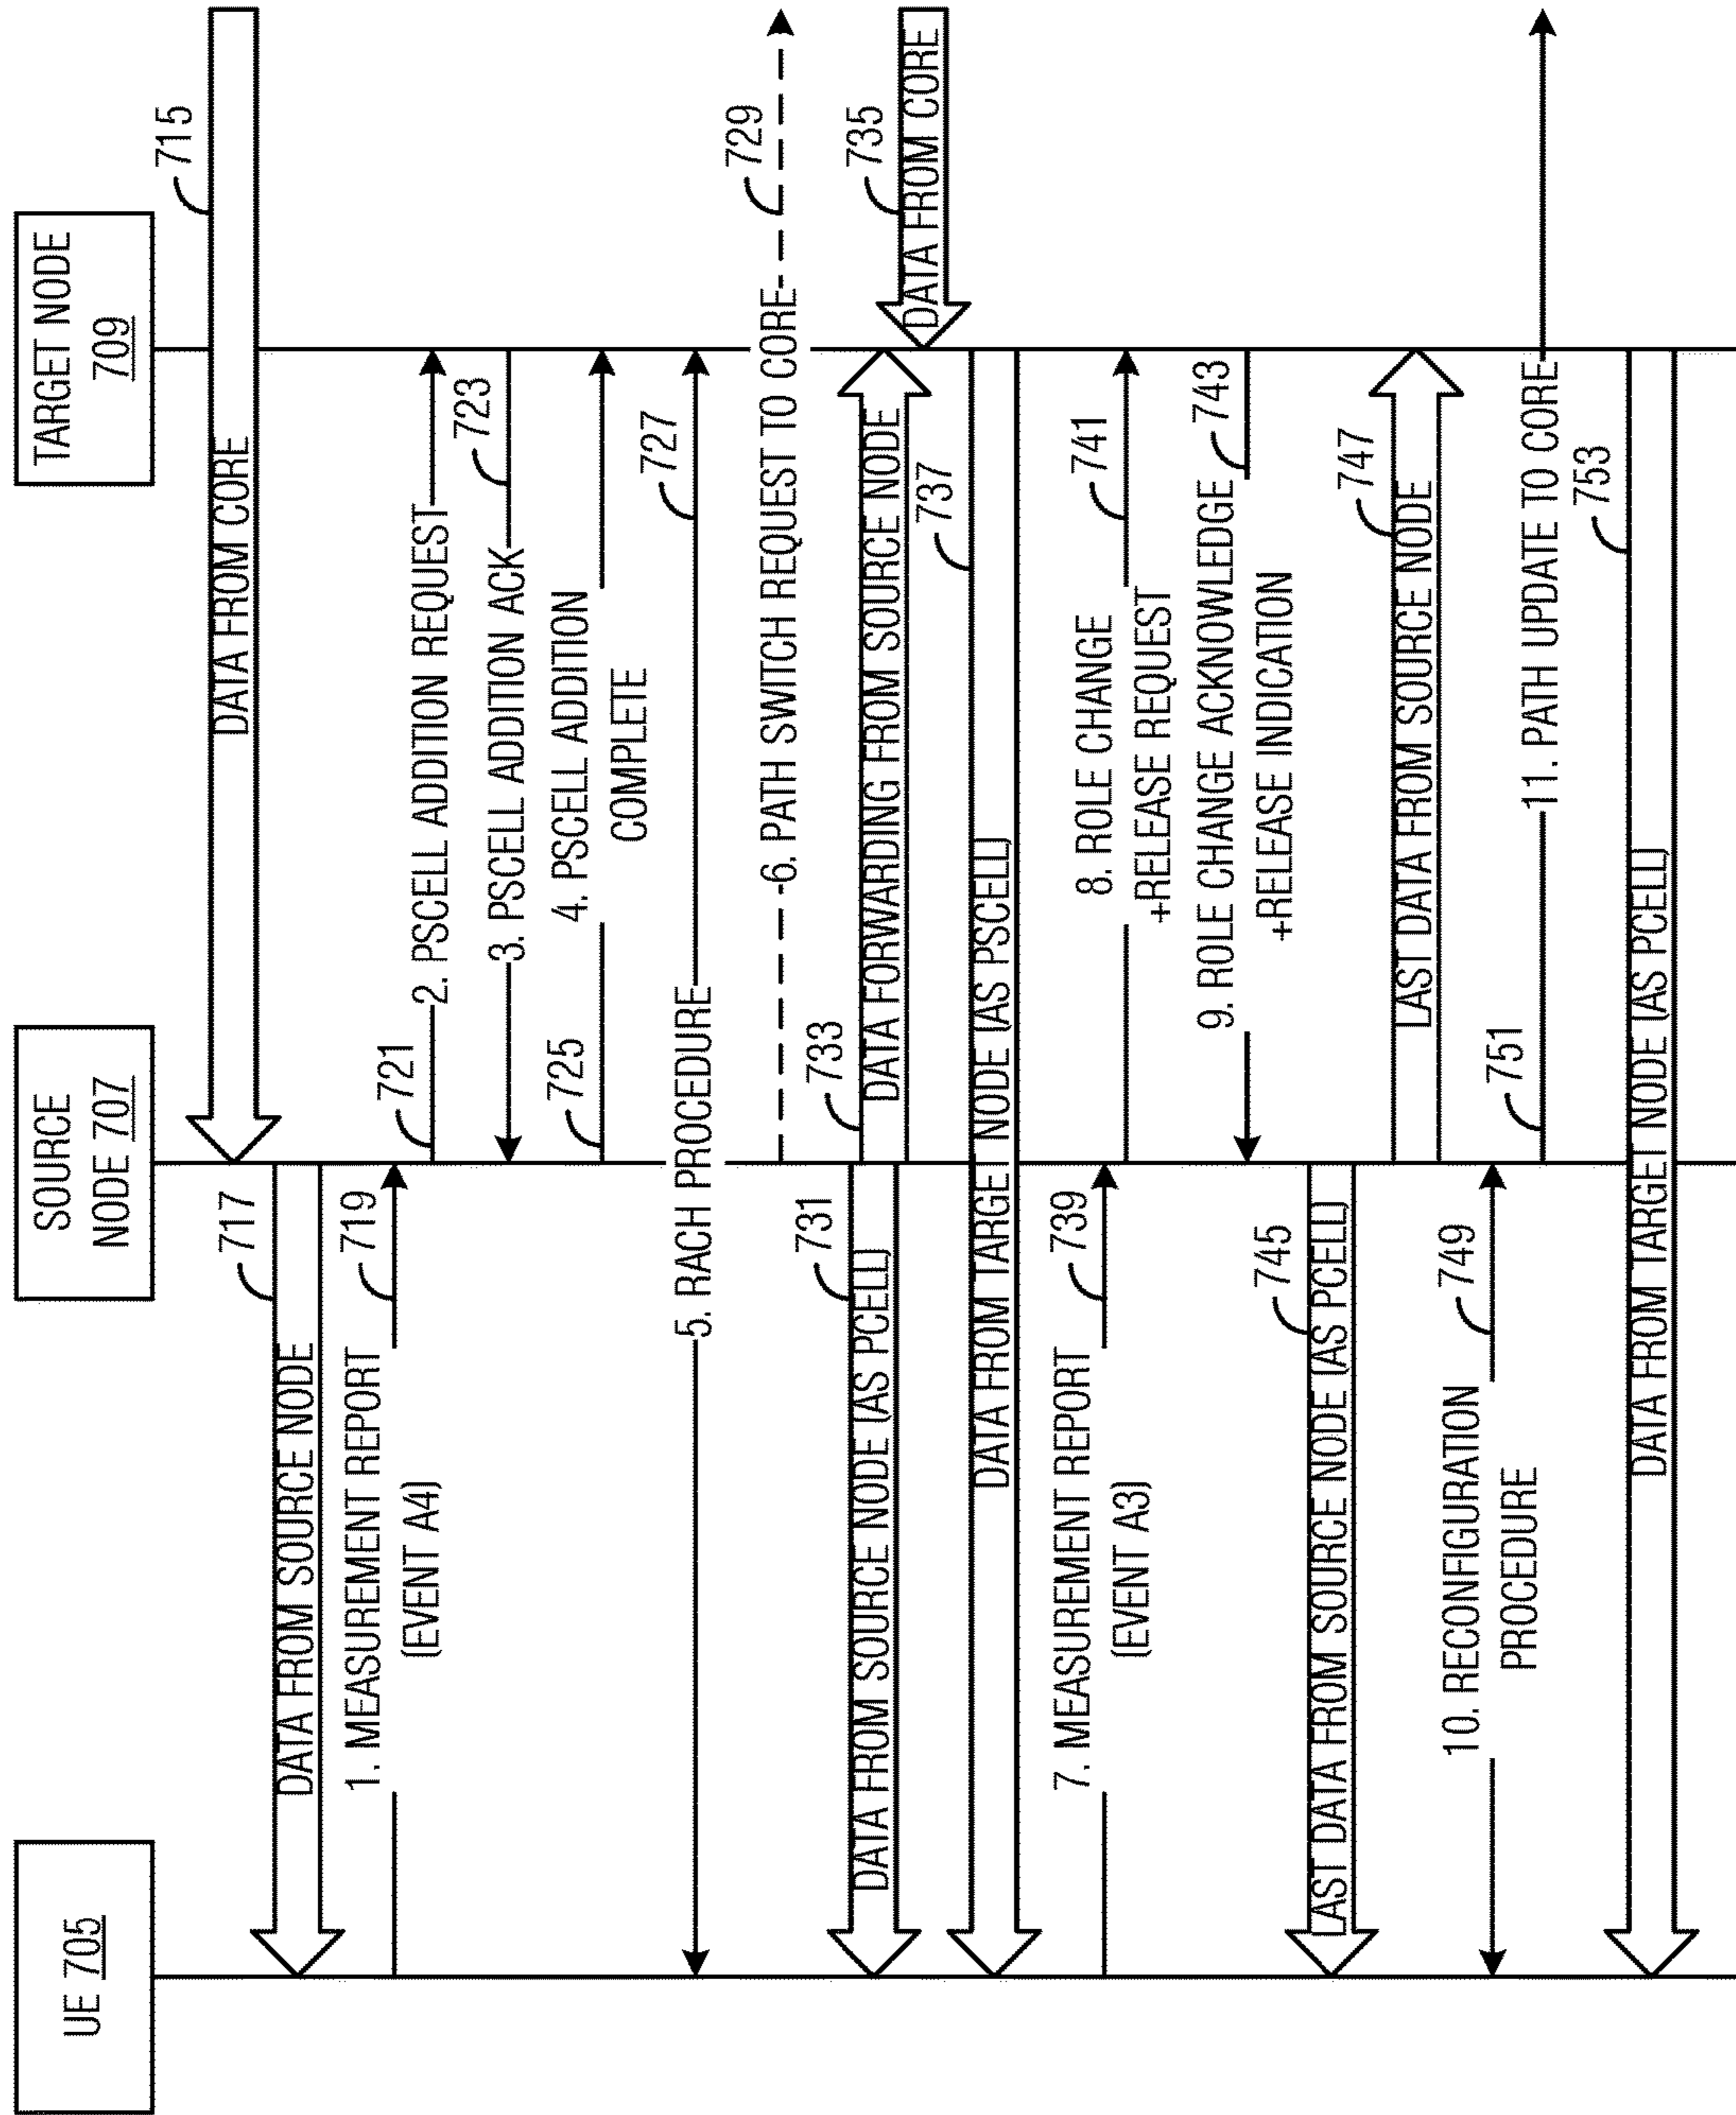 UE 705
SOURCE
NODE 707
TARGET NODE
709
715
DATA FROM CORE
717
DATA FROM SOURCE NODE
719
1. MEASUREMENT REPORT
(EVENT A4)
721
2. PSCELL ADDITION REQUEST
723
3. PSCELL ADDITION ACK
725
4. PSCELL ADDITION
COMPLETE
727
5. RACH PROCEDURE
729
6. PATH SWITCH REQUEST TO CORE
731
DATA FROM SOURCE NODE (AS PCELL)
733
DATA FORWARDING FROM SOURCE NODE
735
DATA FROM CORE
737
DATA FROM TARGET NODE (AS PSCELL)
739
7. MEASUREMENT REPORT
(EVENT A3)
741
8. ROLE CHANGE
+RELEASE REQUEST
743
9. ROLE CHANGE ACKNOWLEDGE
+RELEASE INDICATION
745
LAST DATA FROM SOURCE NODE (AS PCELL)
747
LAST DATA FROM SOURCE NODE
749
10. RECONFIGURATION
PROCEDURE
751
11. PATH UPDATE TO CORE
753
DATA FROM TARGET NODE (AS PCELL)